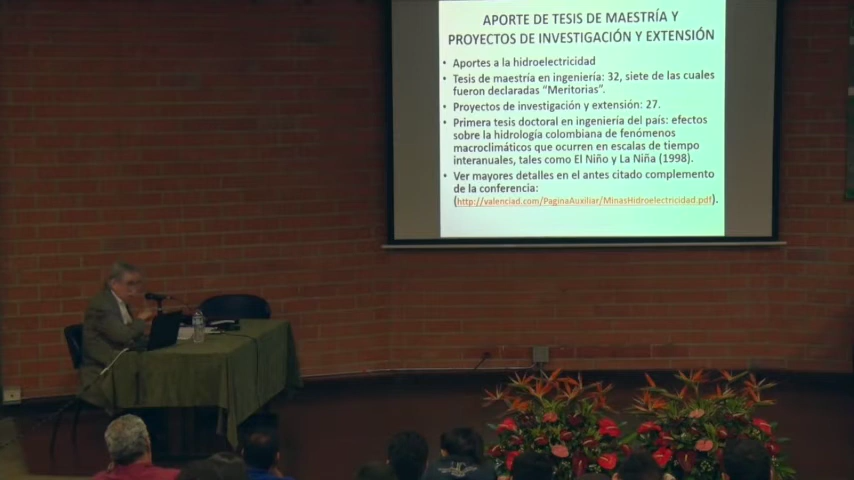 APORTE DE TESIS DE MAESTRÍA Y
PROYECTOS DE INVESTIGACIÓN Y EXTENSIÓN
• Aportes a la hidroelectricidad
• Tesis de maestría en ingeniería: 32, siete de las cuales
fueron declaradas “Meritorias”.
• Proyectos de investigación y extensión: 27.
• Primera tesis doctoral en ingeniería del país: efectos
sobre la hidrología colombiana de fenómenos
macroclimáticos que ocurren en escalas de tiempo
interanuales, tales como El Niño y La Niña (1998).
• Ver mayores detalles en el antes citado complemento
de la conferencia:
(http://valenciad.com/PaginaAuxiliar/MinasHidroelectricidad.pdf).